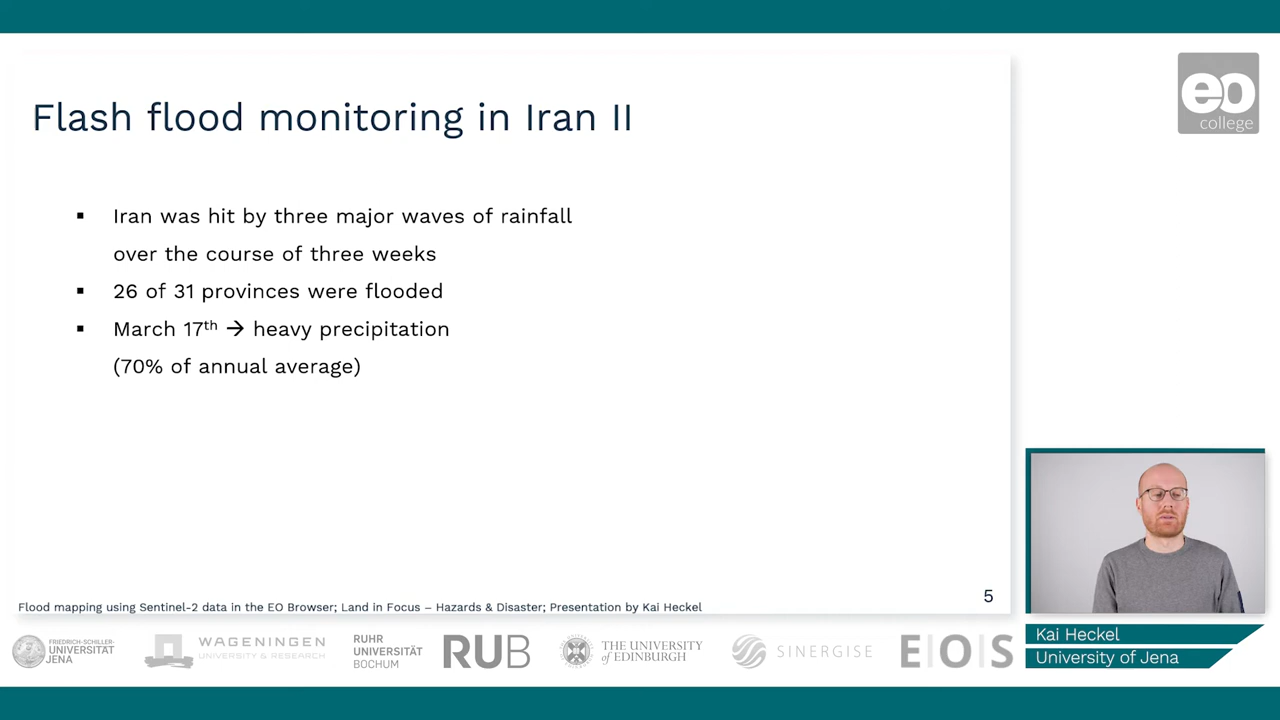 Flash flood monitoring in Iran II
eo
college
▪ Iran was hit by three major waves of rainfall
over the course of three weeks
▪ 26 of 31 provinces were flooded
▪ March 17th → heavy precipitation
(70% of annual average)
5
Flood mapping using Sentinel-2 data in the EO Browser; Land in Focus – Hazards & Disaster; Presentation by Kai Heckel
Kai Heckel
University of Jena
FRIEDRICH-SCHILLER-
UNIVERSITÄT
JENA
WAGENINGEN
UNIVERSITY & RESEARCH
RUHR
UNIVERSITÄT
BOCHUM
RUB
THE UNIVERSITY
of EDINBURGH
SINERGISE
E|O|S